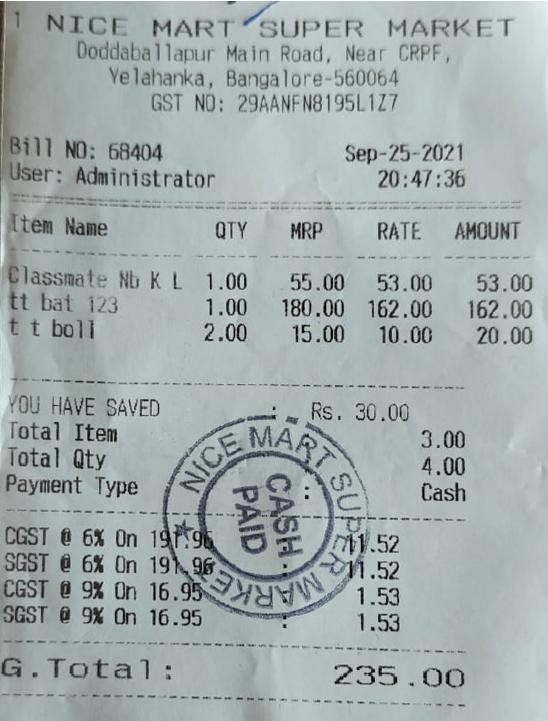 1 NICE MART SUPER MARKET
Doddaballapur Main Road, Near CRPF,
Yelahanka, Bangalore-560064
GST NO: 29AANFN8195L1Z7
Bill NO: 68404 Sep-25-2021
User: Administrator 20:47:36
Item Name QTY MRP RATE AMOUNT
Classmate Nb K L 1.00 55.00 53.00 53.00
tt bat 123 1.00 180.00 162.00 162.00
t t boll 2.00 15.00 10.00 20.00
YOU HAVE SAVED : Rs. 30.00
Total Item 3.00
Total Qty 4.00
Payment Type : Cash
CGST @ 6% On 191.96 : 11.52
SGST @ 6% On 191.96 : 11.52
CGST @ 9% On 16.95 : 1.53
SGST @ 9% On 16.95 : 1.53
G.Total: 235.00
NICE MART SUPER MARKET
CASH
PAID